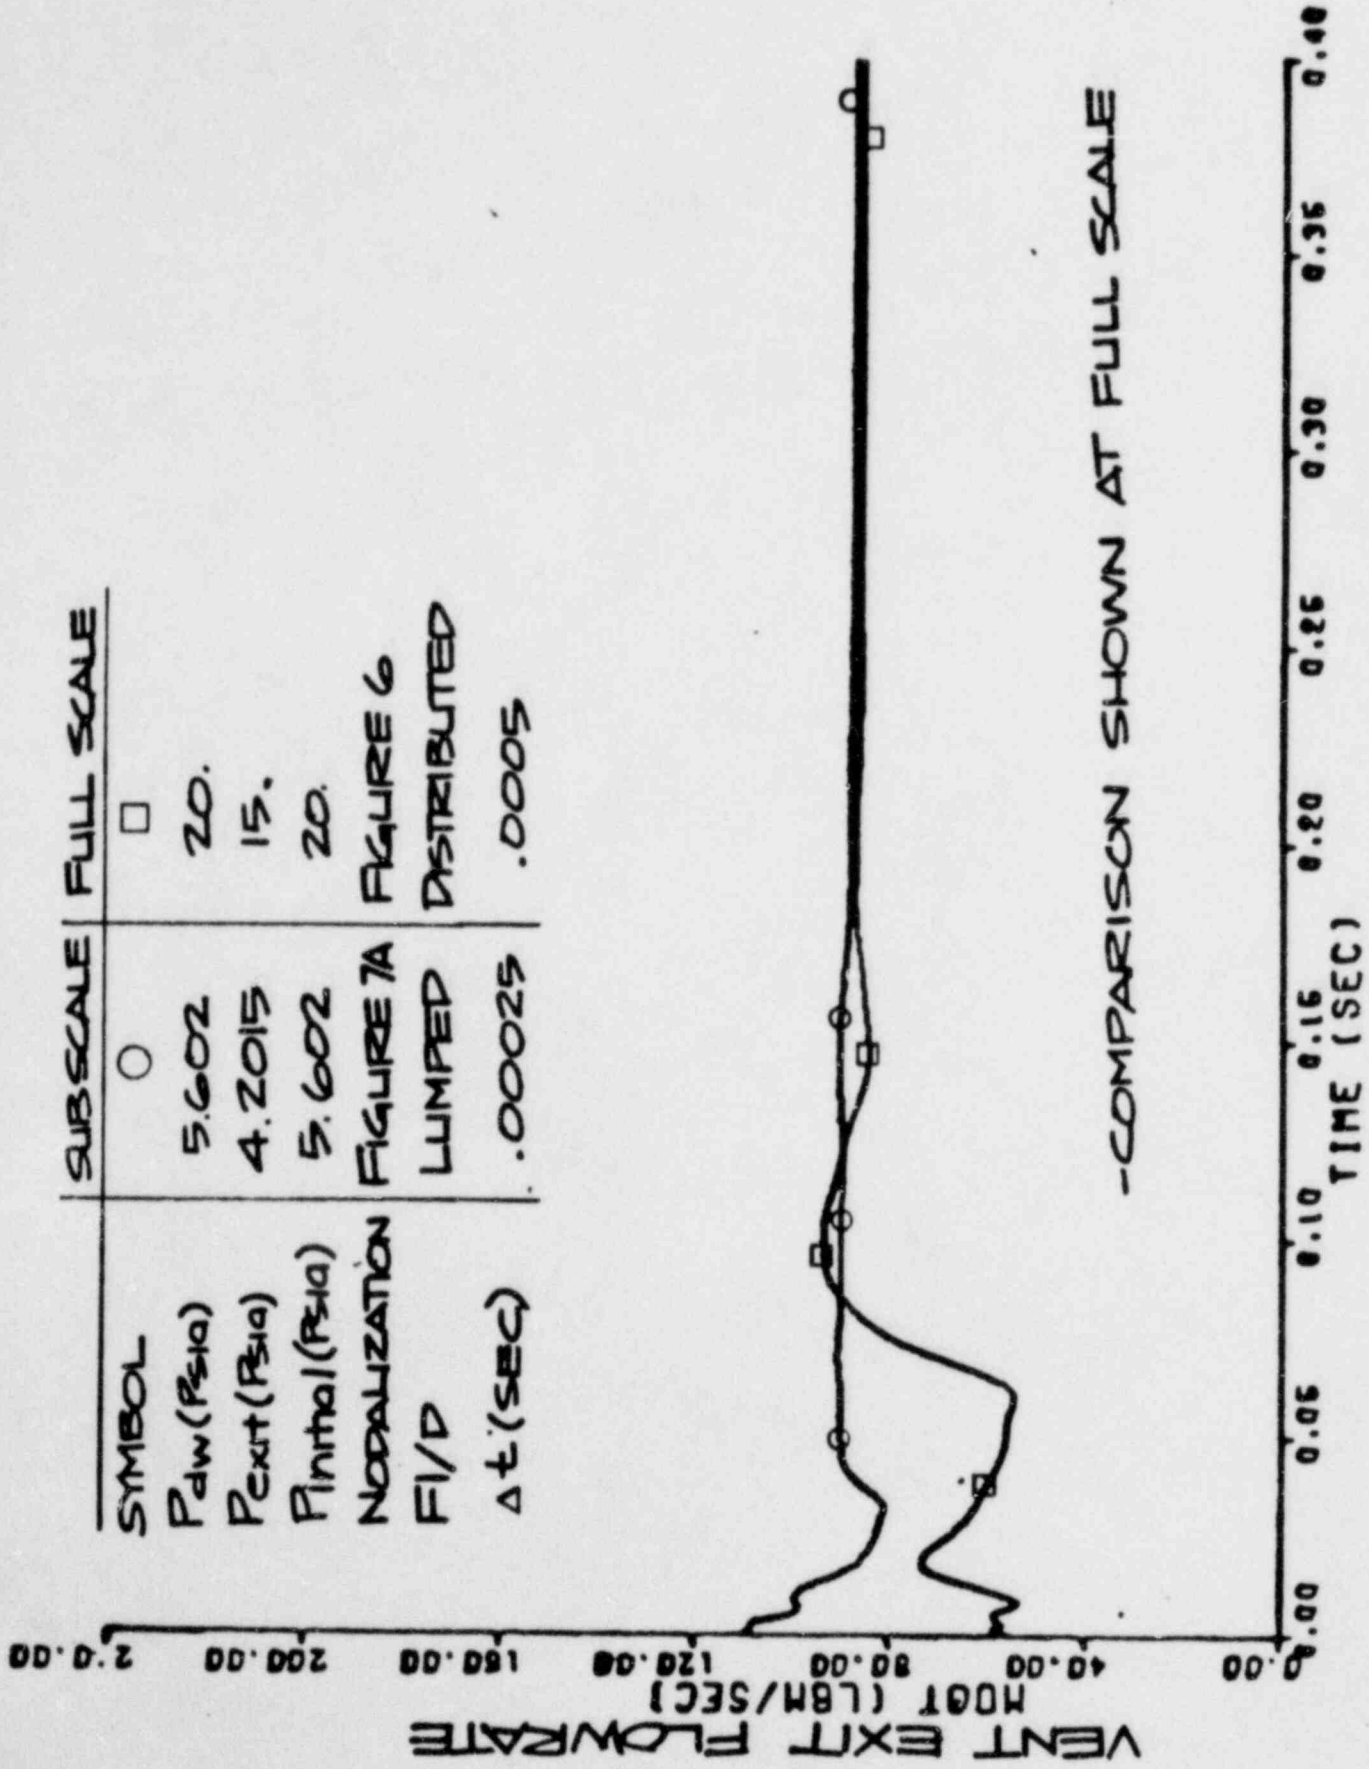 SUBSCALE FULL SCALE
SYMBOL
Pdw (PSIA) 5.602 20.
Pexit (PSIA) 4.2015 15.
Pinitial (PSIA) 5.602 20.
NODALIZATION FIGURE 7A FIGURE 6
FI/D LUMPED DISTRIBUTED
Δt (SEC) .00025 .0005
VENT EXIT FLOWRATE
MDOT (LBM/SEC)
200.00
160.00
120.00
80.00
40.00
0.00
-COMPARISON SHOWN AT FULL SCALE
0.00 0.05 0.10 0.15 0.20 0.25 0.30 0.35 0.40
TIME (SEC)